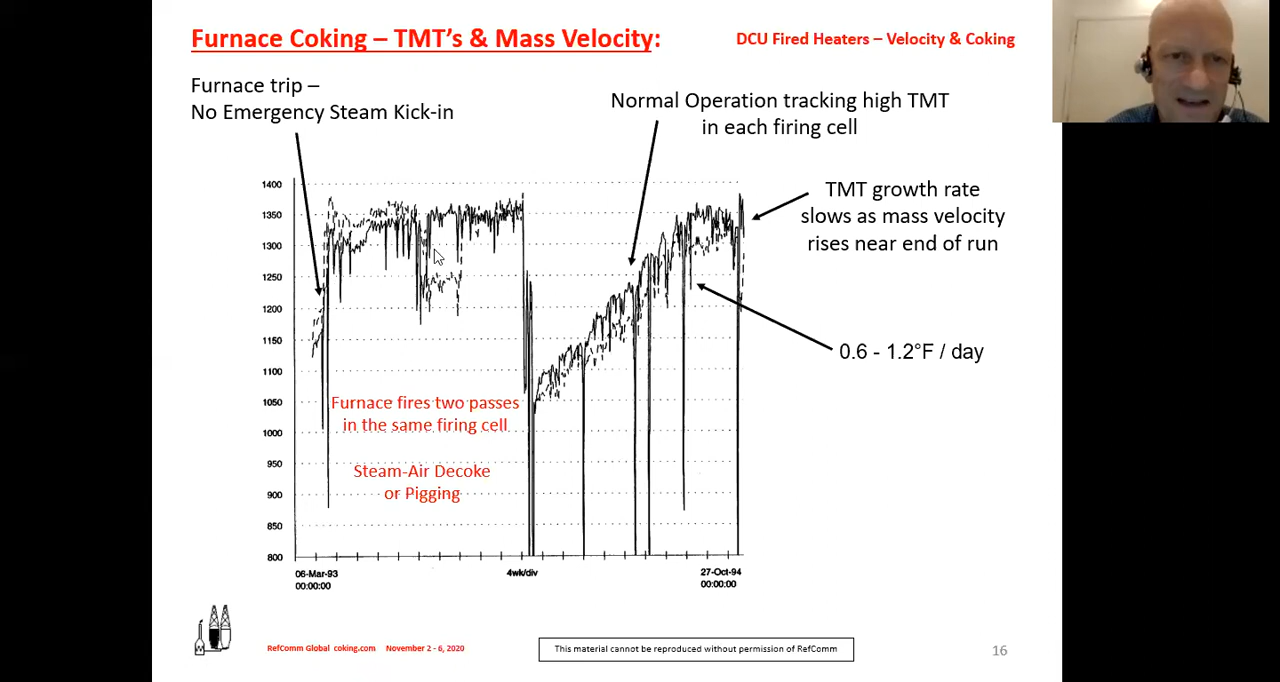 Furnace Coking – TMT's & Mass Velocity:
DCU Fired Heaters – Velocity & Coking
Furnace trip –
No Emergency Steam Kick-in
Normal Operation tracking high TMT
in each firing cell
TMT growth rate
slows as mass velocity
rises near end of run
0.6 - 1.2°F / day
1400
1350
1300
1250
1200
1150
1100
1050
1000
950
900
850
800
Furnace fires two passes
in the same firing cell
Steam-Air Decoke
or Pigging
06-Mar-93
00:00:00
4wk/div
27-Oct-94
00:00:00
RefComm Global coking.com November 2 - 6, 2020
This material cannot be reproduced without permission of RefComm
16